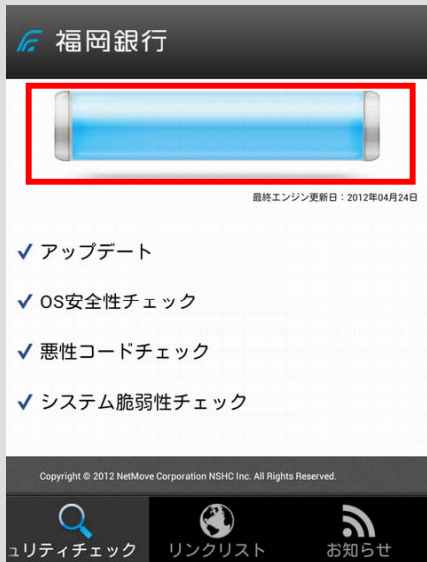 福岡銀行
最終エンジン更新日：2012年04月24日
アップデート
OS安全性チェック
悪性コードチェック
システム脆弱性チェック
Copyright © 2012 NetMove Corporation NSHC Inc. All Rights Reserved.
ュリティチェック
リンクリスト
お知らせ